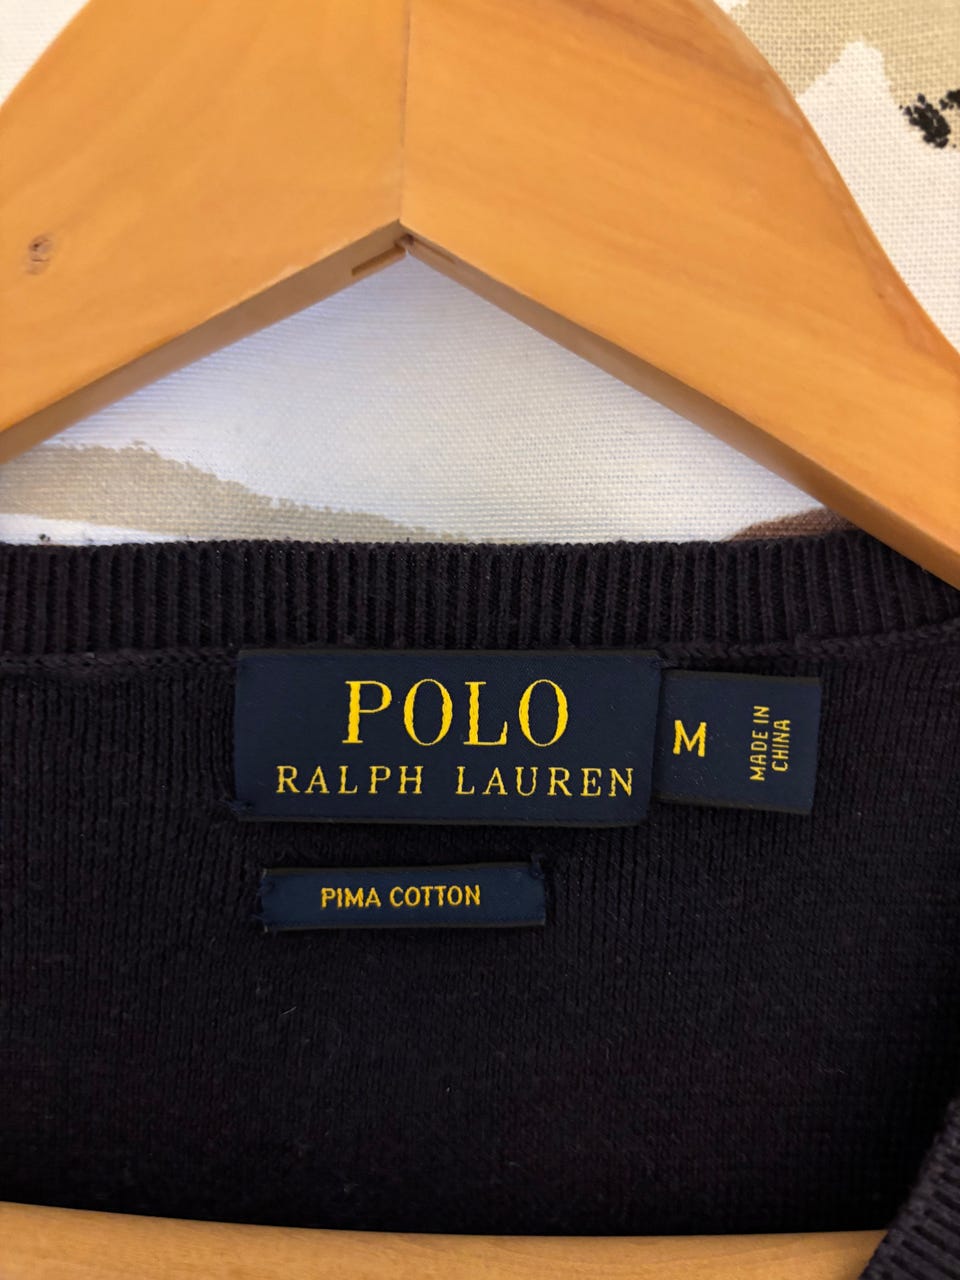 POLO
RALPH LAUREN
M
MADE IN
CHINA
PIMA COTTON